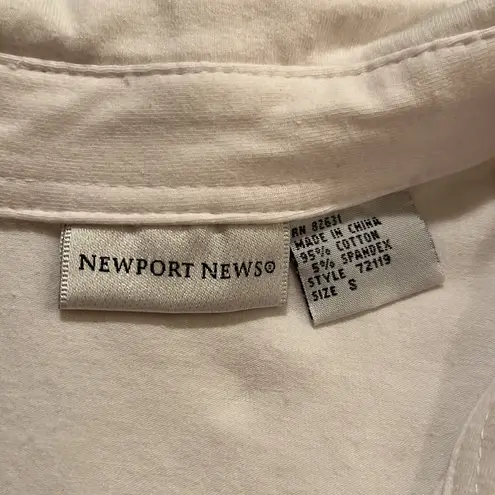 NEWPORT NEWS®
RN 82631
MADE IN CHINA
95% COTTON
5% SPANDEX
STYLE 72119
SIZE S